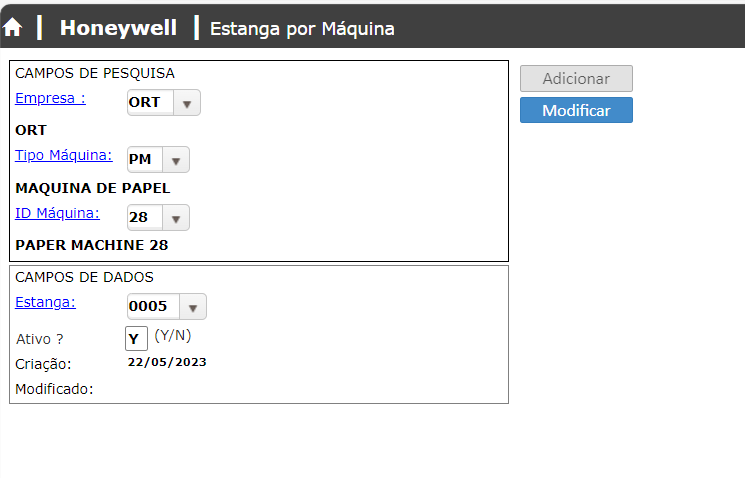 Honeywell | Estanga por Máquina
CAMPOS DE PESQUISA
Empresa : ORT
ORT
Tipo Máquina: PM
MAQUINA DE PAPEL
ID Máquina: 28
PAPER MACHINE 28
CAMPOS DE DADOS
Estanga: 0005
Ativo ? Y (Y/N)
Criação: 22/05/2023
Modificado:
Adicionar
Modificar